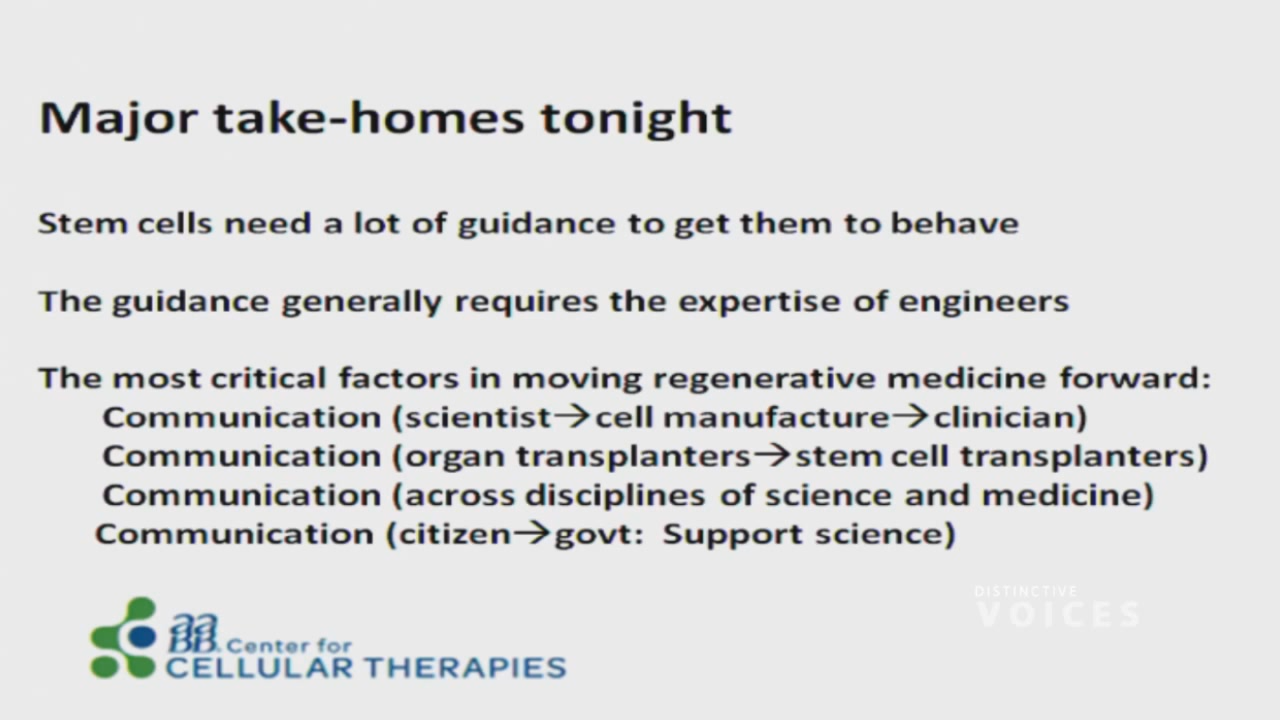 Major take-homes tonight
Stem cells need a lot of guidance to get them to behave
The guidance generally requires the expertise of engineers
The most critical factors in moving regenerative medicine forward:
Communication (scientist→cell manufacture→clinician)
Communication (organ transplanters→stem cell transplanters)
Communication (across disciplines of science and medicine)
Communication (citizen→govt:  Support science)
DISTINCTIVE
VOICES
aaBB. Center for
CELLULAR THERAPIES